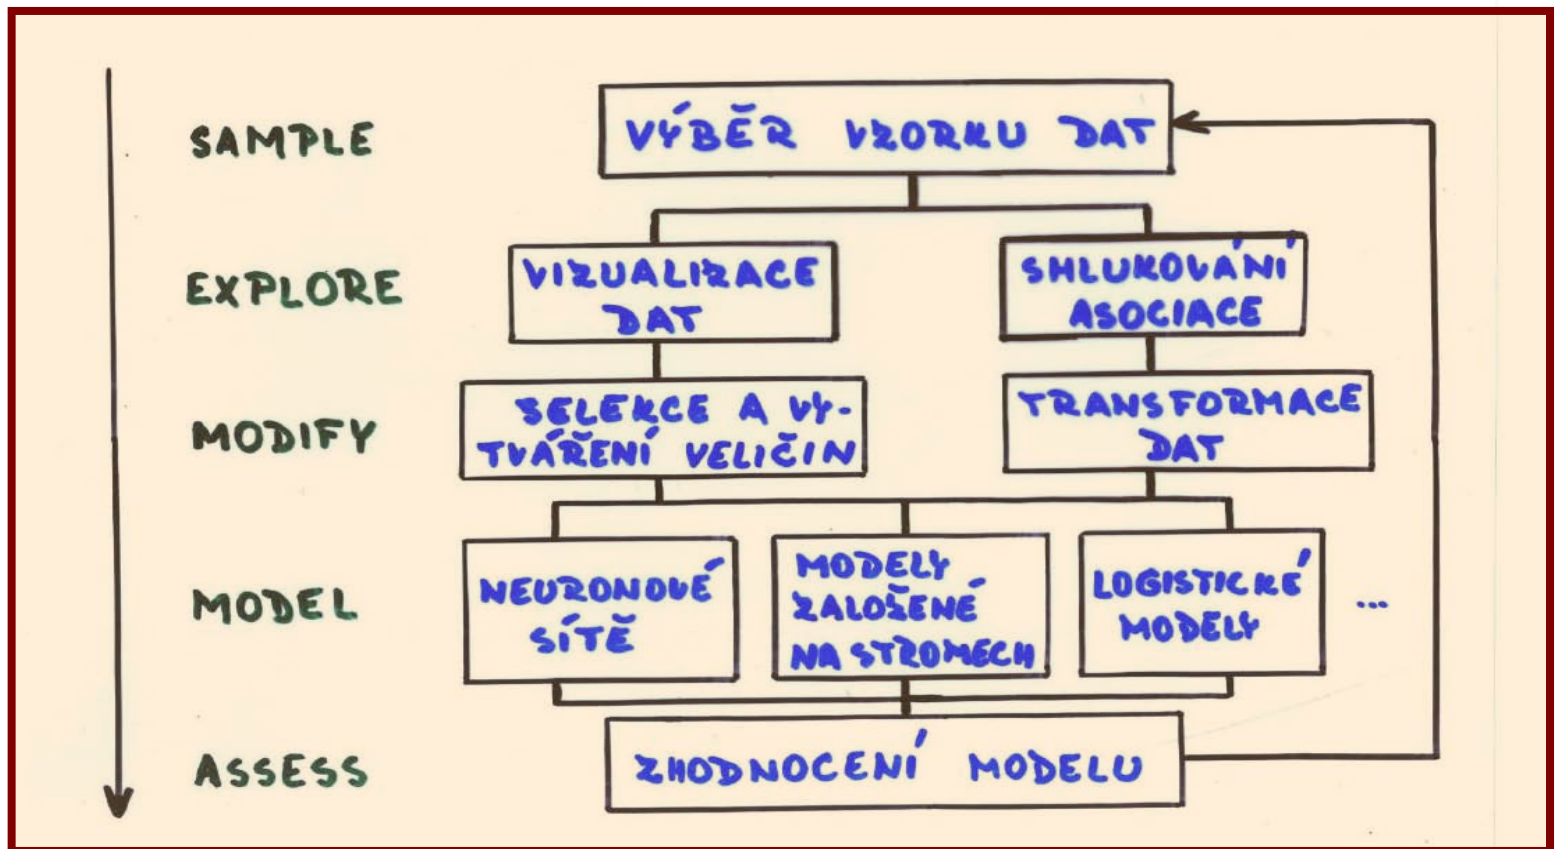 SAMPLE
VÝBĚR VZORKU DAT
EXPLORE
VIZUALIZACE
DAT
SHLUKOVÁNÍ
ASOCIACE
MODIFY
SELEKCE A VY-
TVÁŘENÍ VELIČIN
TRANSFORMACE
DAT
MODEL
NEURONOVÉ
SÍTĚ
MODELY
ZALOŽENÉ
NA STROMECH
LOGISTICKÉ
MODELY
...
ASSESS
ZHODNOCENÍ MODELU